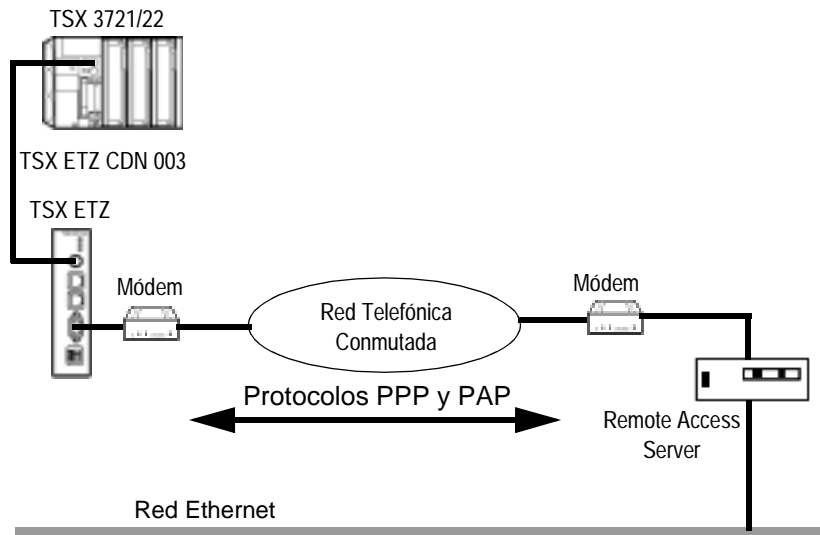 TSX 3721/22
TSX ETZ CDN 003
TSX ETZ
Módem
Módem
Red Telefónica
Conmutada
Protocolos PPP y PAP
Remote Access
Server
Red Ethernet